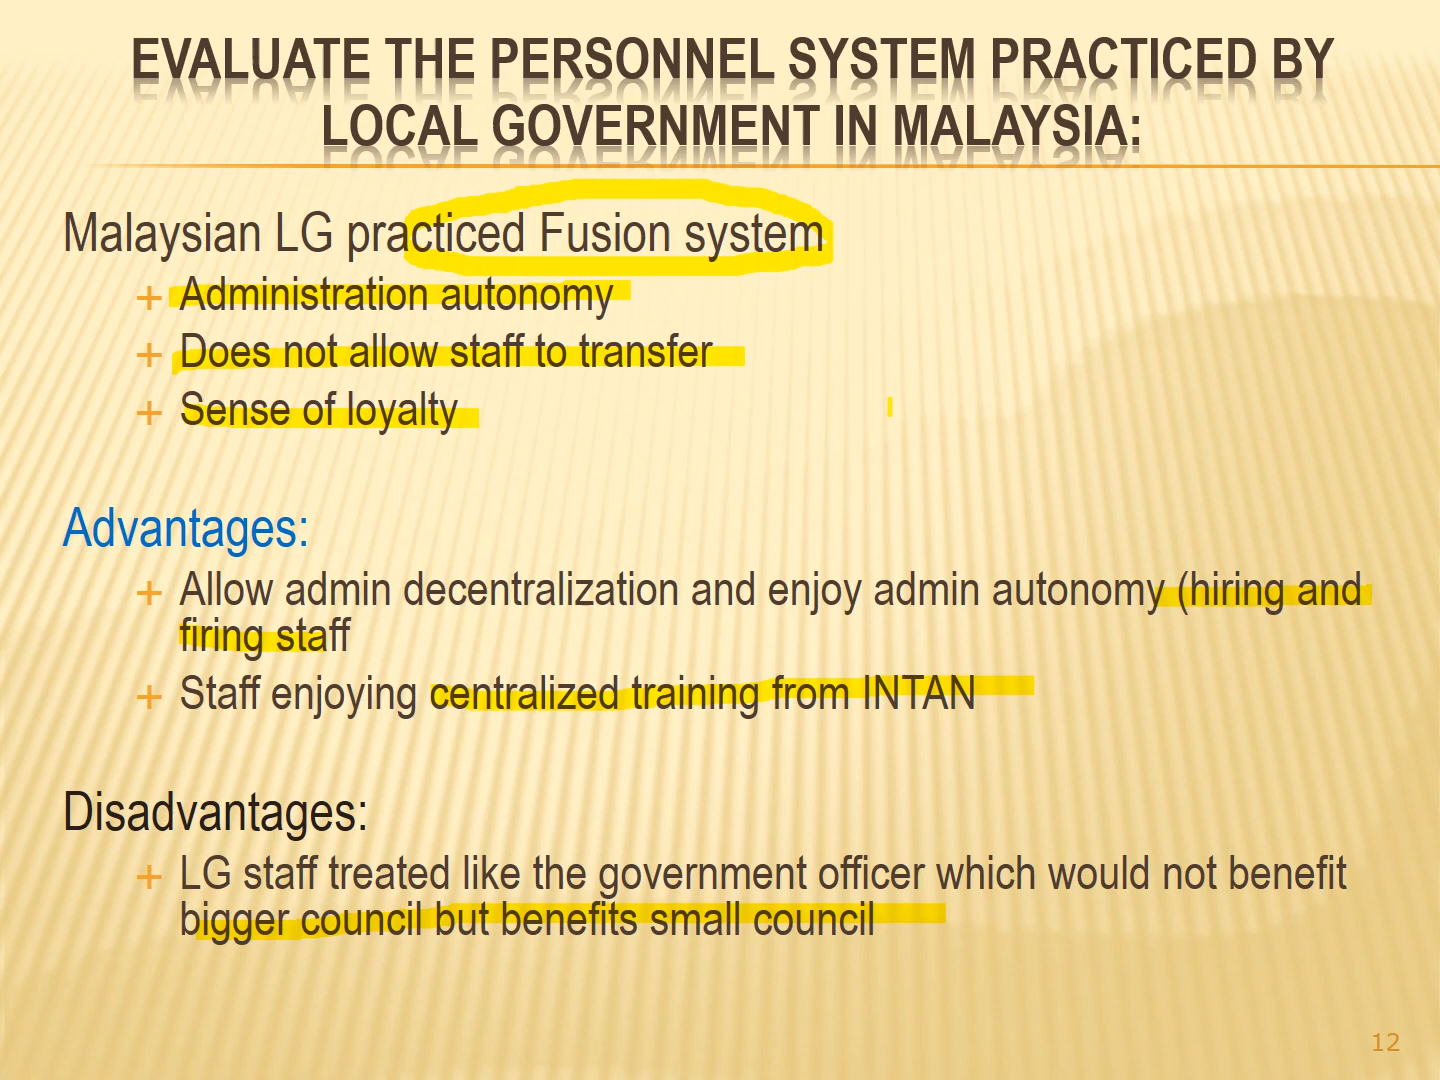 EVALUATE THE PERSONNEL SYSTEM PRACTICED BY
LOCAL GOVERNMENT IN MALAYSIA:
Malaysian LG practiced Fusion system
+ Administration autonomy
+ Does not allow staff to transfer
+ Sense of loyalty
Advantages:
+ Allow admin decentralization and enjoy admin autonomy (hiring and
firing staff
+ Staff enjoying centralized training from INTAN
Disadvantages:
+ LG staff treated like the government officer which would not benefit
bigger council but benefits small council
12